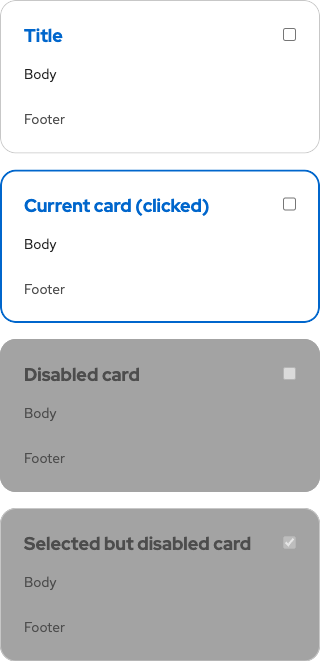 Title
Body
Footer
Current card (clicked)
Body
Footer
Disabled card
Body
Footer
Selected but disabled card
Body
Footer